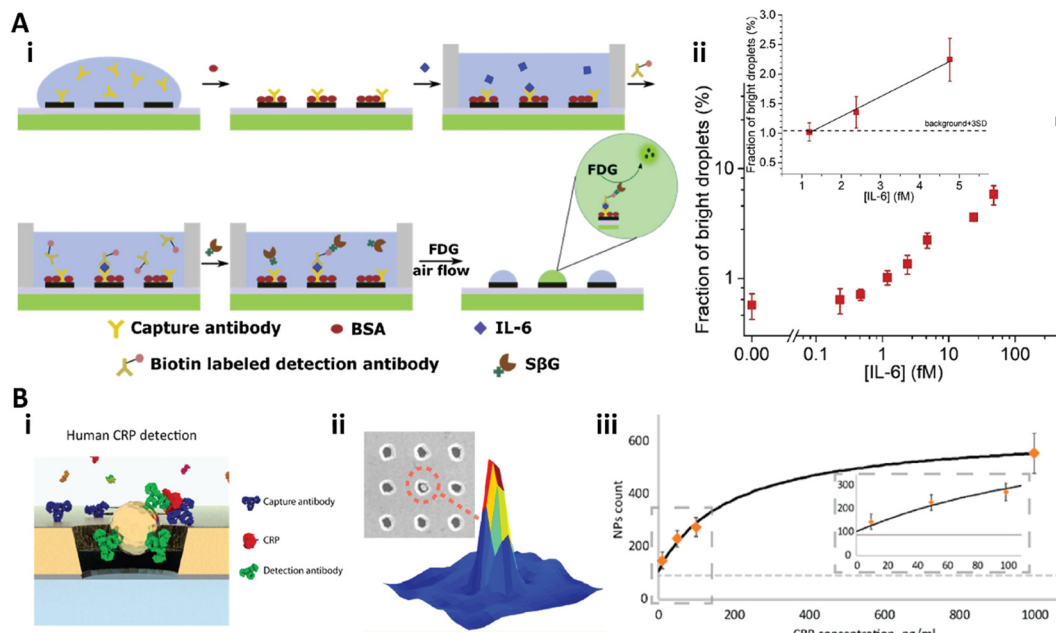 A
i
FDG
FDG
air flow
Capture antibody
BSA
IL-6
Biotin labeled detection antibody
SβG
ii
Fraction of bright droplets (%)
3.0
2.5
2.0
1.5
1.0
0.5
background+3SD
1
2
3
4
5
[IL-6] (fM)
Fraction of bright droplets (%)
10
1
0.00
0.1
1
10
100
[IL-6] (fM)
B
i
Human CRP detection
Capture antibody
CRP
Detection antibody
ii
iii
NPs count
600
400
200
0
0
200
400
600
800
1000
300
200
100
0
0
20
40
60
80
100